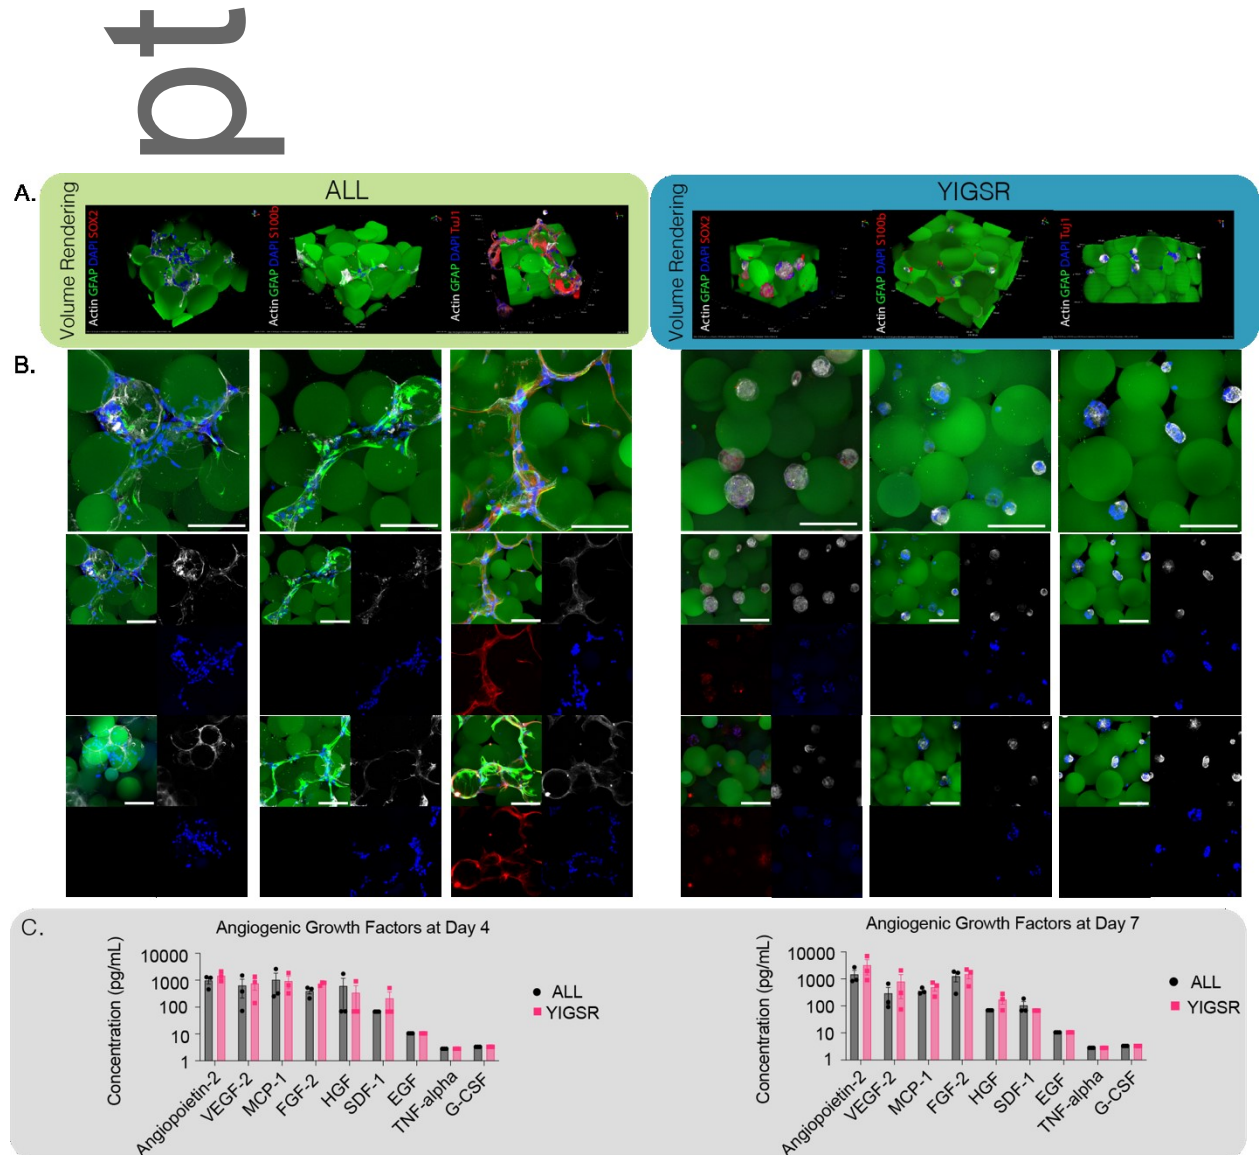 pt
A.
ALL
Volume Rendering
Actin GFAP DAPI SOX2
Actin GFAP DAPI S100b
Actin GFAP DAPI TuJ1
YIGSR
Volume Rendering
Actin GFAP DAPI SOX2
Actin GFAP DAPI S100b
Actin GFAP DAPI Tuj1
B.
C.
Angiogenic Growth Factors at Day 4
Concentration (pg/mL)
10000
1000
100
10
1
Angiopoietin-2
VEGF-2
MCP-1
FGF-2
HGF
SDF-1
EGF
TNF-alpha
G-CSF
ALL
YIGSR
Angiogenic Growth Factors at Day 7
Concentration (pg/mL)
10000
1000
100
10
1
Angiopoietin-2
VEGF-2
MCP-1
FGF-2
HGF
SDF-1
EGF
TNF-alpha
G-CSF
ALL
YIGSR